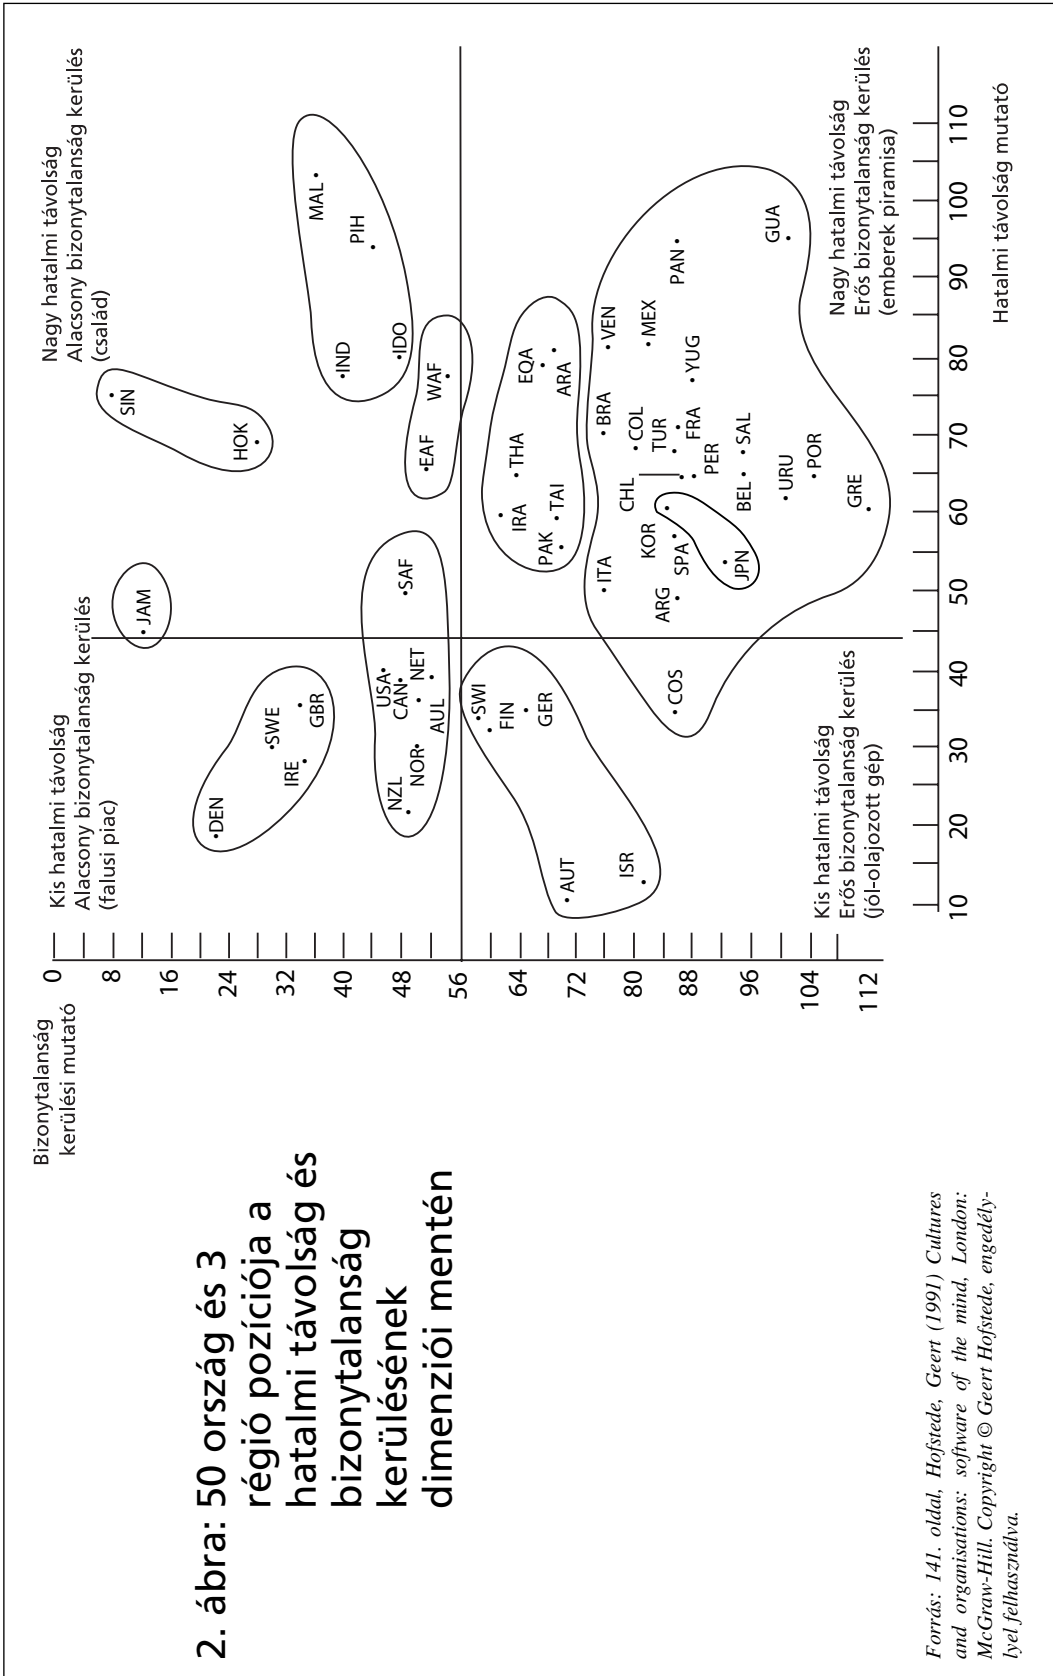 2. ábra: 50 ország és 3
régió pozíciója a
hatalmi távolság és
bizonytalanság
kerülésének
dimenziói mentén
Forrás: 141. oldal, Hofstede, Geert (1991) Cultures
and organisations: software of the mind, London:
McGraw-Hill. Copyright © Geert Hofstede, engedély-
lyel felhasználva.
Bizonytalanság
kerülési mutató
0
8
16
24
32
40
48
56
64
72
80
88
96
104
112
Kis hatalmi távolság
Alacsony bizonytalanság kerülés
(falusi piac)
Nagy hatalmi távolság
Alacsony bizonytalanság kerülés
(család)
SIN
HOK
JAM
DEN
SWE
IRE
GBR
MAL
PIH
IND
IDO
WAF
EAF
SAF
USA
CAN
NET
AUL
NOR
NZL
SWI
FIN
GER
AUT
ISR
EQA
ARA
THA
IRA
TAI
PAK
VEN
MEX
PAN
GUA
BRA
COL
TUR
YUG
FRA
PER
CHL
SAL
BEL
URU
POR
GRE
KOR
SPA
JPN
ITA
ARG
COS
Kis hatalmi távolság
Erős bizonytalanság kerülés
(jól-olajozott gép)
Nagy hatalmi távolság
Erős bizonytalanság kerülés
(emberek piramisa)
10
20
30
40
50
60
70
80
90
100
110
Hatalmi távolság mutató